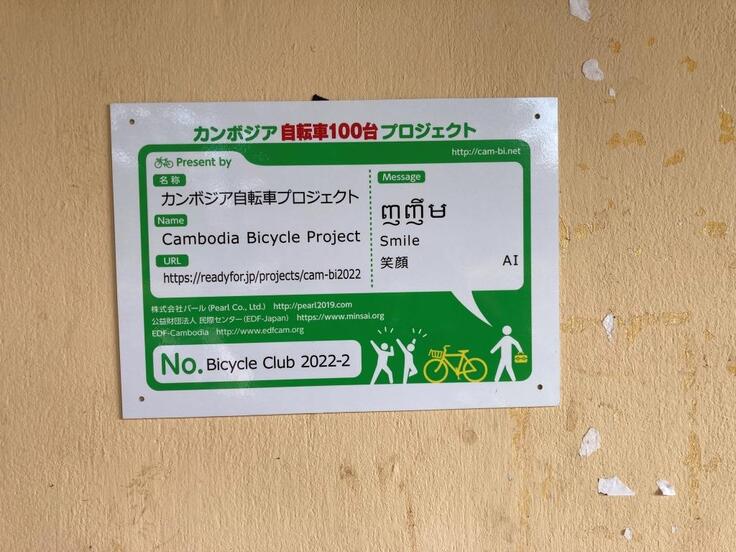 カンボジア自転車100台プロジェクト
http://cam-bi.net
Present by
名称
カンボジア自転車プロジェクト
Name
Cambodia Bicycle Project
URL
https://readyfor.jp/projects/cam-bi2022
Message
ញញឹម
Smile
笑顔
AI
株式会社パール (Pearl Co., Ltd.) http://pearl2019.com
公益財団法人 民際センター (EDF-Japan) https://www.minsai.org
EDF-Cambodia http://www.edfcam.org
No. Bicycle Club 2022-2